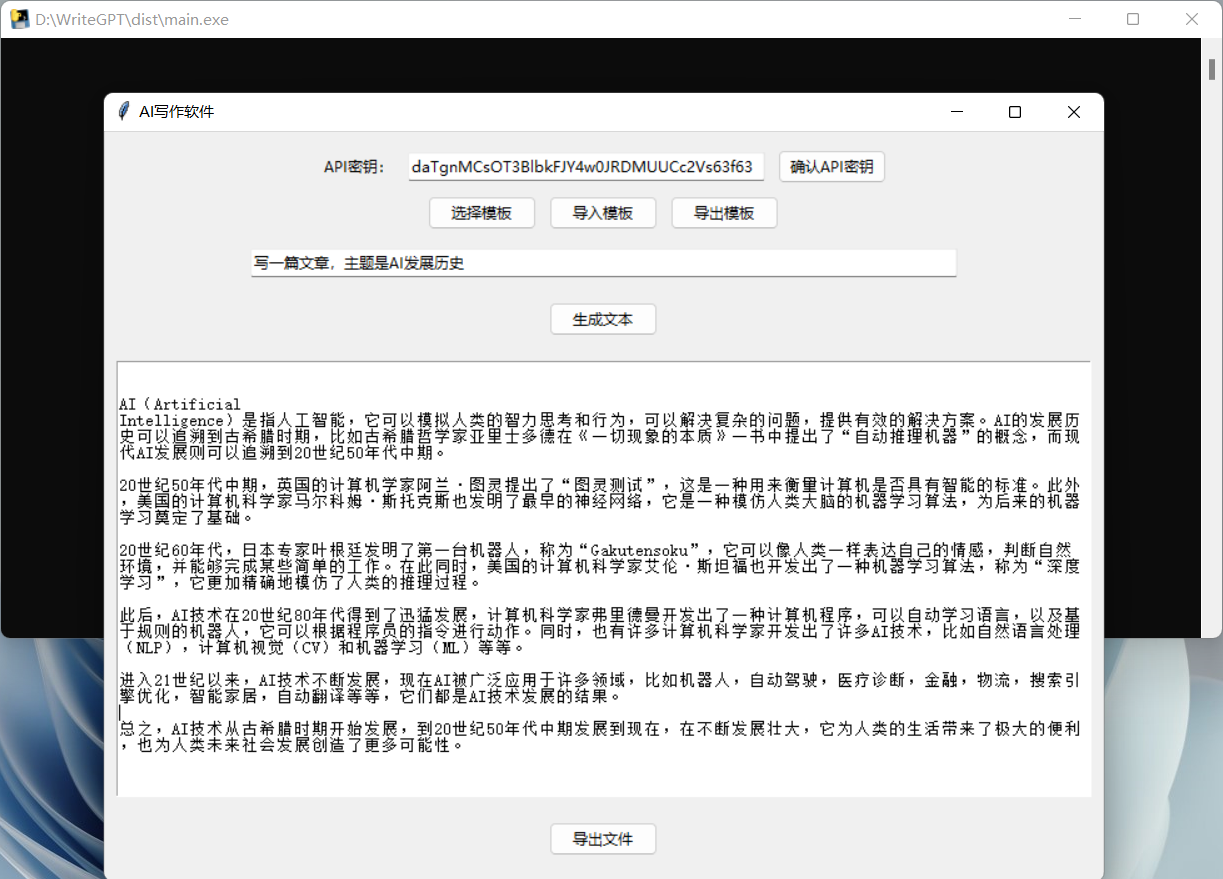 D:\WriteGPT\dist\main.exe
AI写作软件
API密钥： daTgnMCsOT3BlbkFJY4w0JRDMUUCc2Vs63f63 确认API密钥
选择模板 导入模板 导出模板
写一篇文章，主题是AI发展历史
生成文本
AI（Artificial
Intelligence）是指人工智能，它可以模拟人类的智力思考和行为，可以解决复杂的问题，提供有效的解决方案。AI的发展历
史可以追溯到古希腊时期，比如古希腊哲学家亚里士多德在《一切现象的本质》一书中提出了“自动推理机器”的概念，而现
代AI发展则可以追溯到20世纪50年代中期。
20世纪50年代中期，英国的计算机学家阿兰·图灵提出了“图灵测试”，这是一种用来衡量计算机是否具有智能的标准。此外
，美国的计算机科学家马尔科姆·斯托克斯也发明了最早的神经网络，它是一种模仿人类大脑的机器学习算法，为后来的机器
学习奠定了基础。
20世纪60年代，日本专家叶根廷发明了第一台机器人，称为“Gakutensoku”，它可以像人类一样表达自己的情感，判断自然
环境，并能够完成某些简单的工作。在此同时，美国的计算机科学家艾伦·斯坦福也开发出了一种机器学习算法，称为“深度
学习”，它更加精确地模仿了人类的推理过程。
此后，AI技术在20世纪80年代得到了迅猛发展，计算机科学家弗里德曼开发出了一种计算机程序，可以自动学习语言，以及基
于规则的机器人，它可以根据程序员的指令进行动作。同时，也有许多计算机科学家开发出了许多AI技术，比如自然语言处理
（NLP），计算机视觉（CV）和机器学习（ML）等等。
进入21世纪以来，AI技术不断发展，现在AI被广泛应用于许多领域，比如机器人，自动驾驶，医疗诊断，金融，物流，搜索引
擎优化，智能家居，自动翻译等等，它们都是AI技术发展的结果。
总之，AI技术从古希腊时期开始发展，到20世纪50年代中期发展到现在，在不断发展壮大，它为人类的生活带来了极大的便利
，也为人类未来社会发展创造了更多可能性。
导出文件